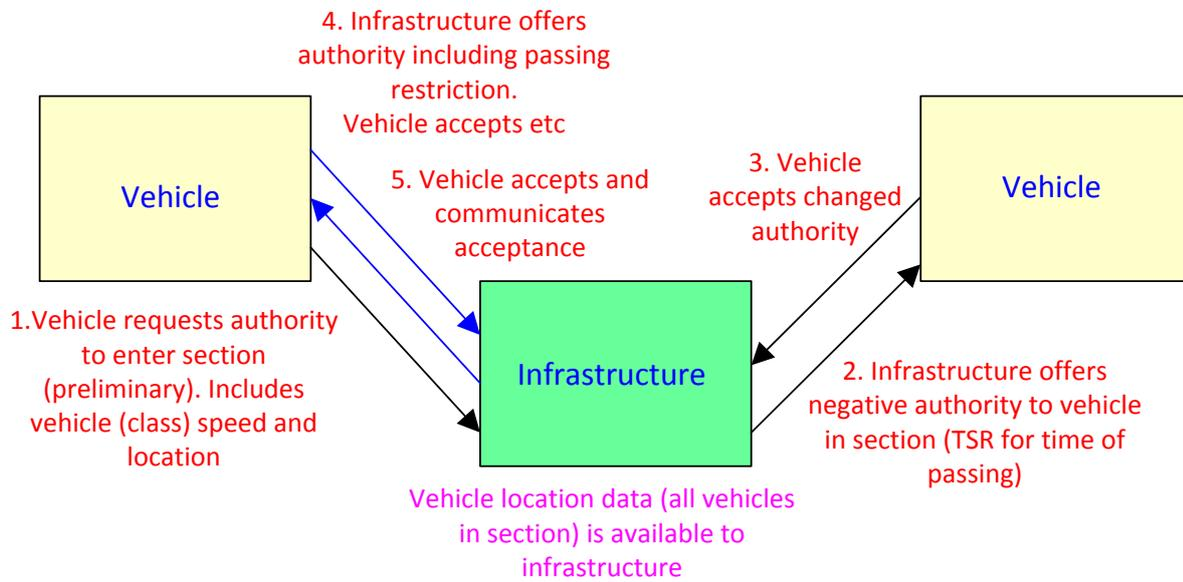 4. Infrastructure offers
authority including passing
restriction.
Vehicle accepts etc
Vehicle
5. Vehicle accepts and
communicates
acceptance
3. Vehicle
accepts changed
authority
Vehicle
1.Vehicle requests authority
to enter section
(preliminary). Includes
vehicle (class) speed and
location
Infrastructure
2. Infrastructure offers
negative authority to vehicle
in section (TSR for time of
passing)
Vehicle location data (all vehicles
in section) is available to
infrastructure